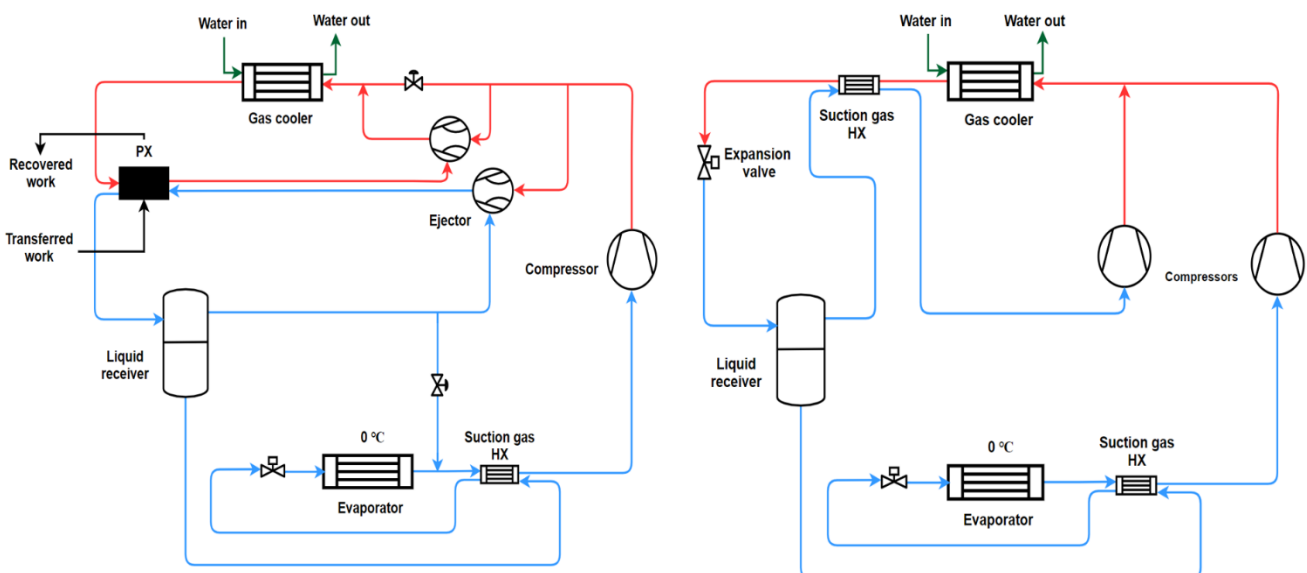 Water in
Water out
Gas cooler
PX
Recovered
work
Transferred
work
Ejector
Compressor
Liquid
receiver
0 °C
Suction gas
HX
Evaporator
Water in
Water out
Suction gas
HX
Gas cooler
Expansion
valve
Compressors
Liquid
receiver
0 °C
Suction gas
HX
Evaporator